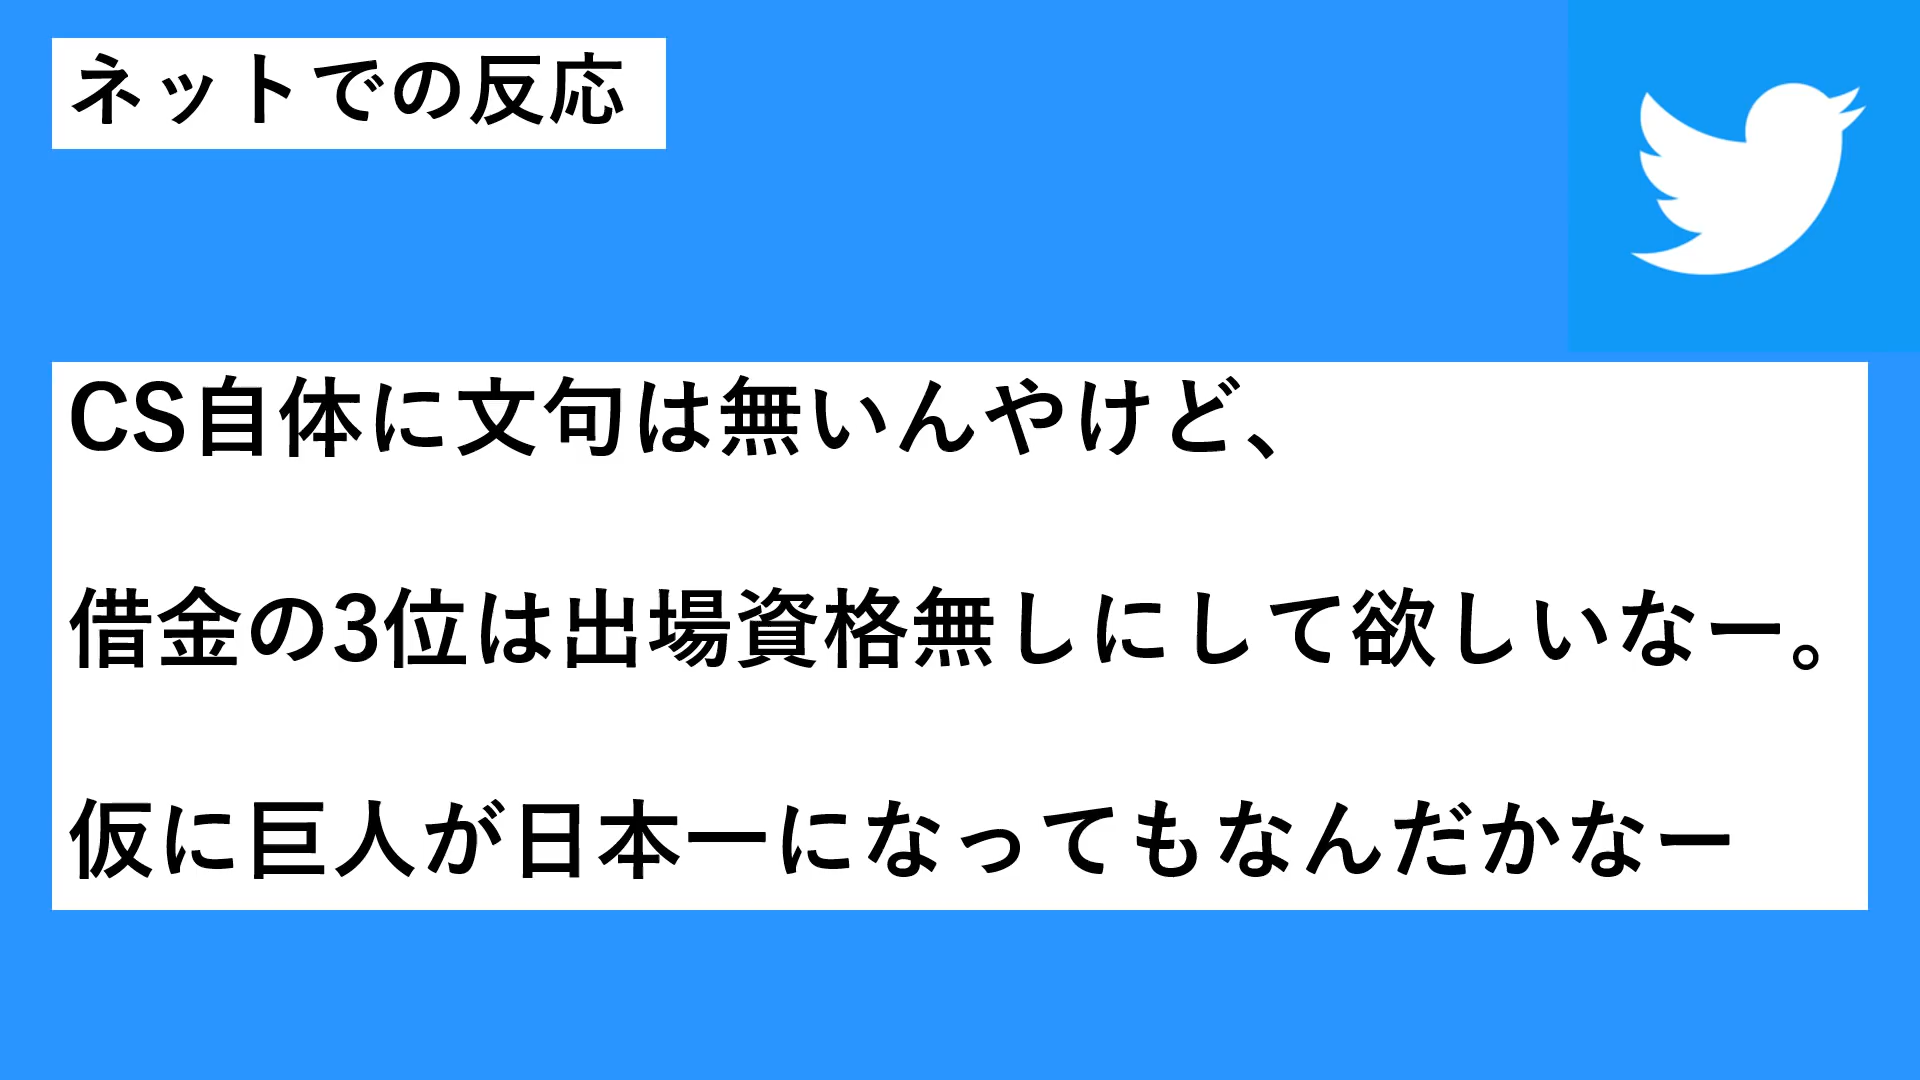 ネットでの反応
CS自体に文句は無いんやけど、
借金の3位は出場資格無しにして欲しいなー。
仮に巨人が日本一になってもなんだかなー